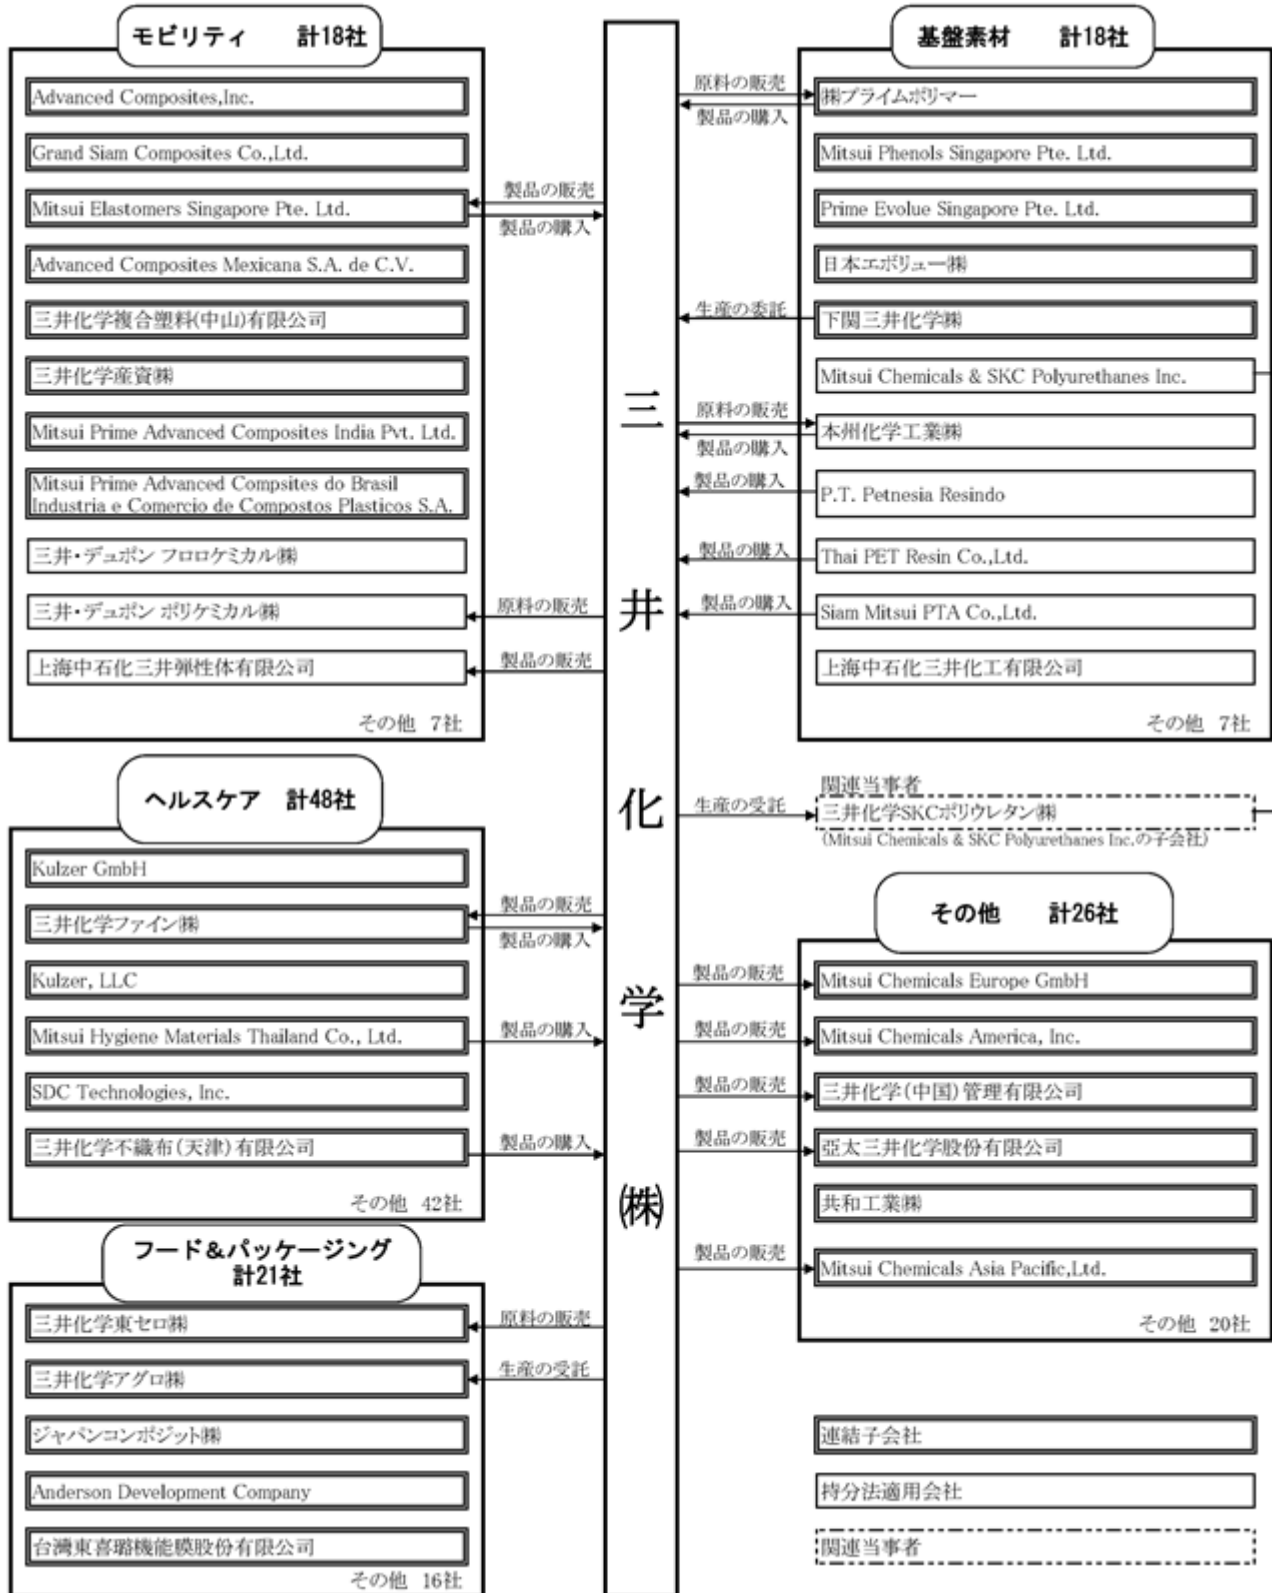 モビリティ 計18社
Advanced Composites,Inc.
Grand Siam Composites Co.,Ltd.
製品の販売
Mitsui Elastomers Singapore Pte. Ltd.
製品の購入
Advanced Composites Mexicana S.A. de C.V.
三井化学複合塑料(中山)有限公司
三井化学産資㈱
Mitsui Prime Advanced Composites India Pvt. Ltd.
Mitsui Prime Advanced Compsites do Brasil
Industria e Comercio de Compostos Plasticos S.A.
三井・デュポン フロロケミカル㈱
三井・デュポン ポリケミカル㈱
原料の販売
上海中石化三井弾性体有限公司
製品の販売
その他 7社
ヘルスケア 計48社
Kulzer GmbH
製品の販売
三井化学ファイン㈱
製品の購入
Kulzer, LLC
Mitsui Hygiene Materials Thailand Co., Ltd.
製品の購入
SDC Technologies, Inc.
三井化学不織布(天津)有限公司
製品の購入
その他 42社
フード&パッケージング
計21社
三井化学東セロ㈱
原料の販売
三井化学アグロ㈱
生産の受託
ジャパンコンポジット㈱
Anderson Development Company
台灣東喜璐機能膜股份有限公司
その他 16社
三井化学㈱
基盤素材 計18社
原料の販売
㈱プライムポリマー
製品の購入
Mitsui Phenols Singapore Pte. Ltd.
Prime Evolue Singapore Pte. Ltd.
日本エボリュー㈱
生産の委託
下関三井化学㈱
Mitsui Chemicals & SKC Polyurethanes Inc.
原料の販売
本州化学工業㈱
製品の購入
製品の購入
P.T. Petnesia Resindo
製品の購入
Thai PET Resin Co.,Ltd.
製品の購入
Siam Mitsui PTA Co.,Ltd.
上海中石化三井化工有限公司
その他 7社
関連当事者
生産の受託
三井化学SKCポリウレタン㈱
(Mitsui Chemicals & SKC Polyurethanes Inc.の子会社)
その他 計26社
製品の販売
Mitsui Chemicals Europe GmbH
製品の販売
Mitsui Chemicals America, Inc.
製品の販売
三井化学(中国)管理有限公司
製品の販売
亞太三井化學股份有限公司
共和工業㈱
製品の販売
Mitsui Chemicals Asia Pacific,Ltd.
その他 20社
連結子会社
持分法適用会社
関連当事者